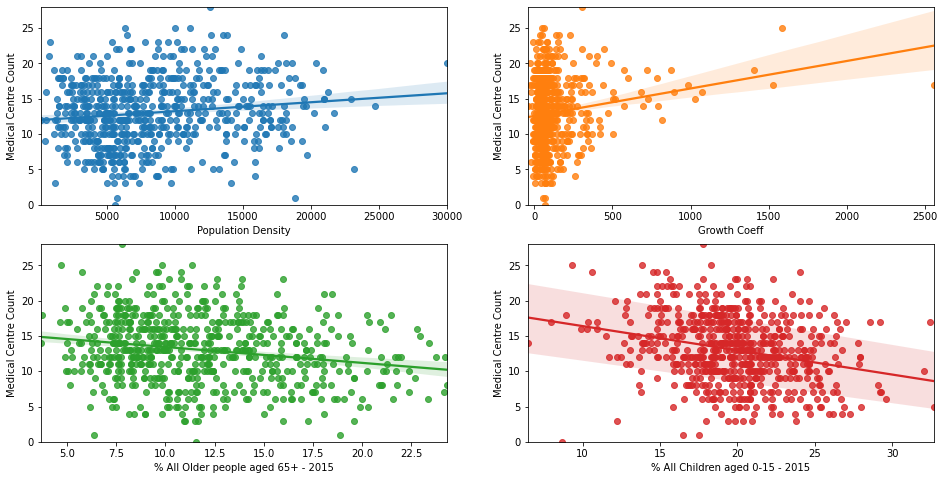 25
20
15
10
5
0
Medical Centre Count
5000 10000 15000 20000 25000 30000
Population Density
25
20
15
10
5
0
Medical Centre Count
0 500 1000 1500 2000 2500
Growth Coeff
25
20
15
10
5
0
Medical Centre Count
5.0 7.5 10.0 12.5 15.0 17.5 20.0 22.5
% All Older people aged 65+ - 2015
25
20
15
10
5
0
Medical Centre Count
10 15 20 25 30
% All Children aged 0-15 - 2015